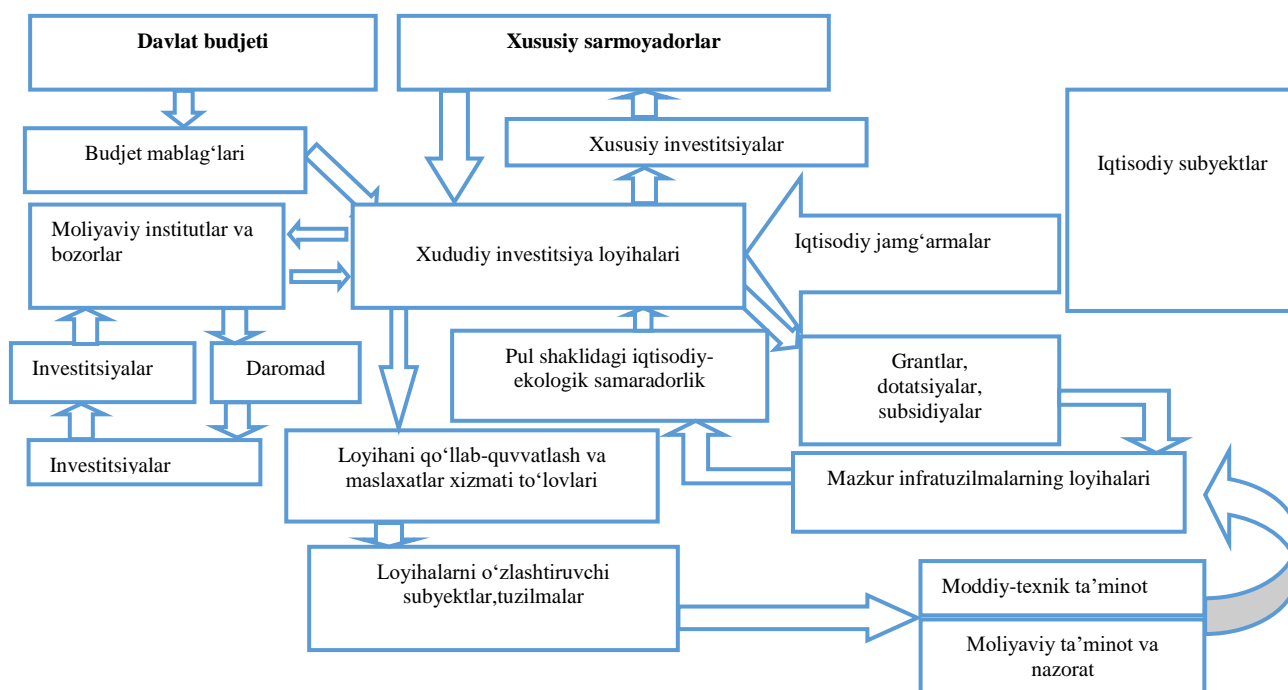 Davlat budjeti
Xususiy sarmoyadorlar
Budjet mablag‘lari
Xususiy investitsiyalar
Iqtisodiy subyektlar
Moliyaviy institutlar va
bozorlar
Xududiy investitsiya loyihalari
Iqtisodiy jamg‘armalar
Investitsiyalar
Daromad
Pul shaklidagi iqtisodiy-
ekologik samaradorlik
Grantlar,
dotatsiyalar,
subsidiyalar
Investitsiyalar
Loyihani qo‘llab-quvvatlash va
maslaxatlar xizmati to‘lovlari
Mazkur infratuzilmalarning loyihalari
Loyihalarni o‘zlashtiruvchi
subyektlar,tuzilmalar
Moddiy-texnik ta’minot
Moliyaviy ta’minot va
nazorat